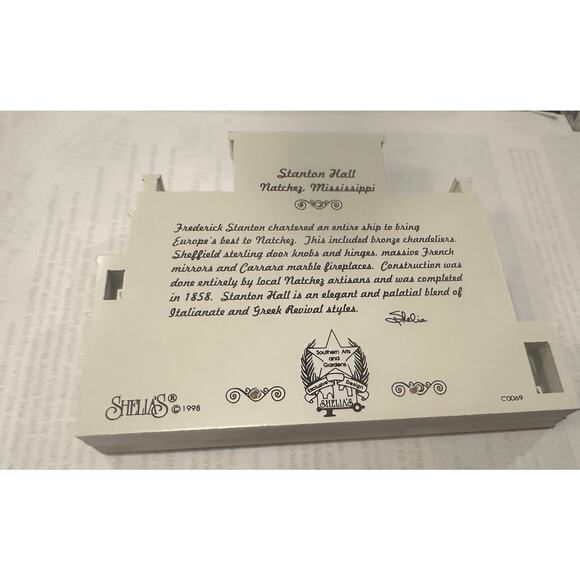 Stanton Hall
Natchez, Mississippi
Frederick Stanton chartered an entire ship to bring
Europe's best to Natchez. This included bronze chandeliers,
Sheffield sterling door knobs and hinges, massive French
mirrors and Carrara marble fireplaces. Construction was
done entirely by local Natchez artisans and was completed
in 1858. Stanton Hall is an elegant and palatial blend of
Italianate and Greek Revival styles.
Shelia
Southern Arts
and
Gardens
Exclusive Design
SHELIA'S
SHELIA'S® © 1998
C0069